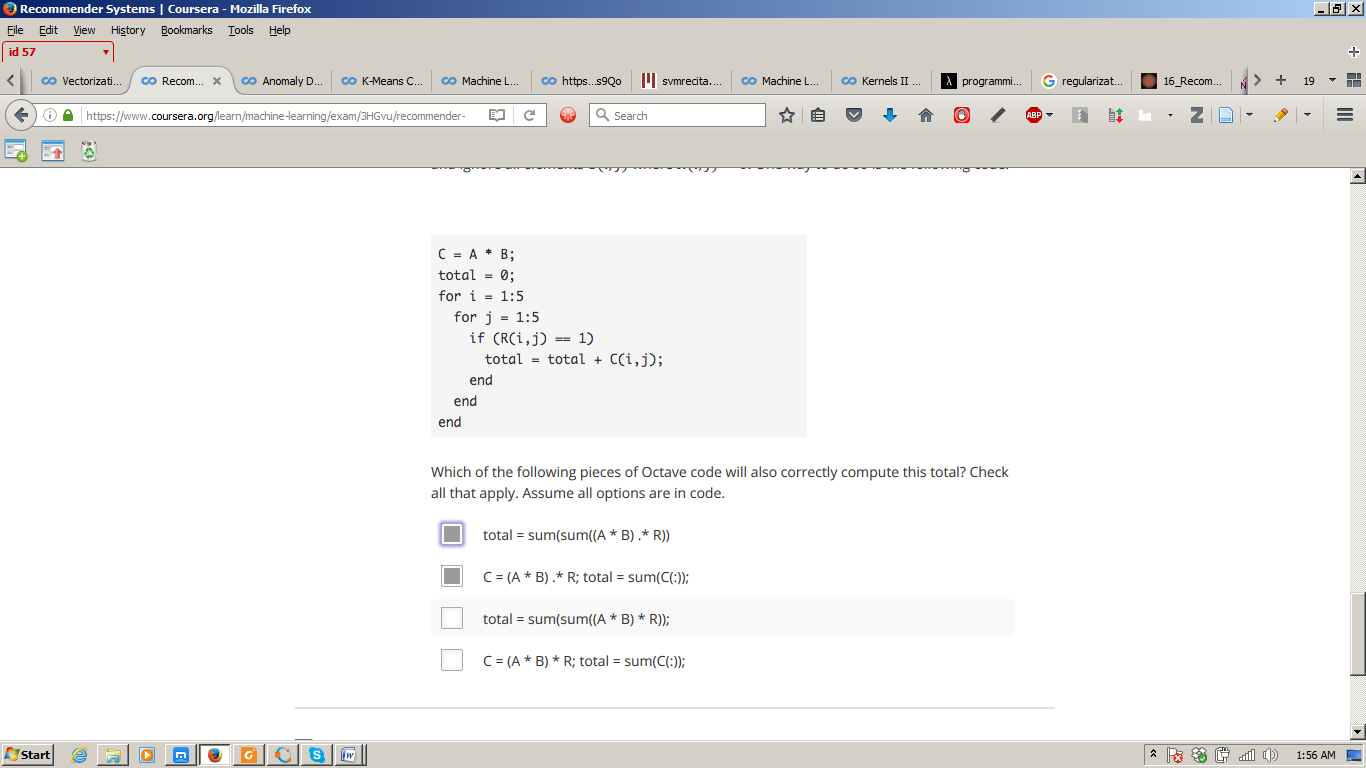 Recommender Systems | Coursera - Mozilla Firefox
File Edit View History Bookmarks Tools Help
id 57
Vectorizati... Recom... Anomaly D... K-Means C... Machine L... https...s9Qo svmrecita.... Machine L... Kernels II ... programmi... regularizat... 16_Recom... 19
https://www.coursera.org/learn/machine-learning/exam/3HGvu/recommender- Search ABP
C = A * B;
total = 0;
for i = 1:5
for j = 1:5
if (R(i,j) == 1)
total = total + C(i,j);
end
end
end
Which of the following pieces of Octave code will also correctly compute this total? Check
all that apply. Assume all options are in code.
total = sum(sum((A * B) .* R))
C = (A * B) .* R; total = sum(C(:));
total = sum(sum((A * B) * R));
C = (A * B) * R; total = sum(C(:));
Start 1:56 AM